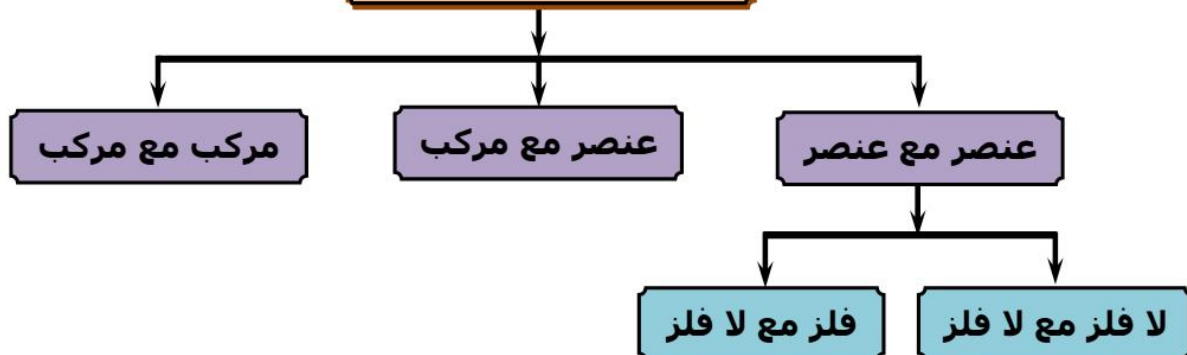 عنصر مع عنصر
عنصر مع مركب
مركب مع مركب
لا فلز مع لا فلز
فلز مع لا فلز